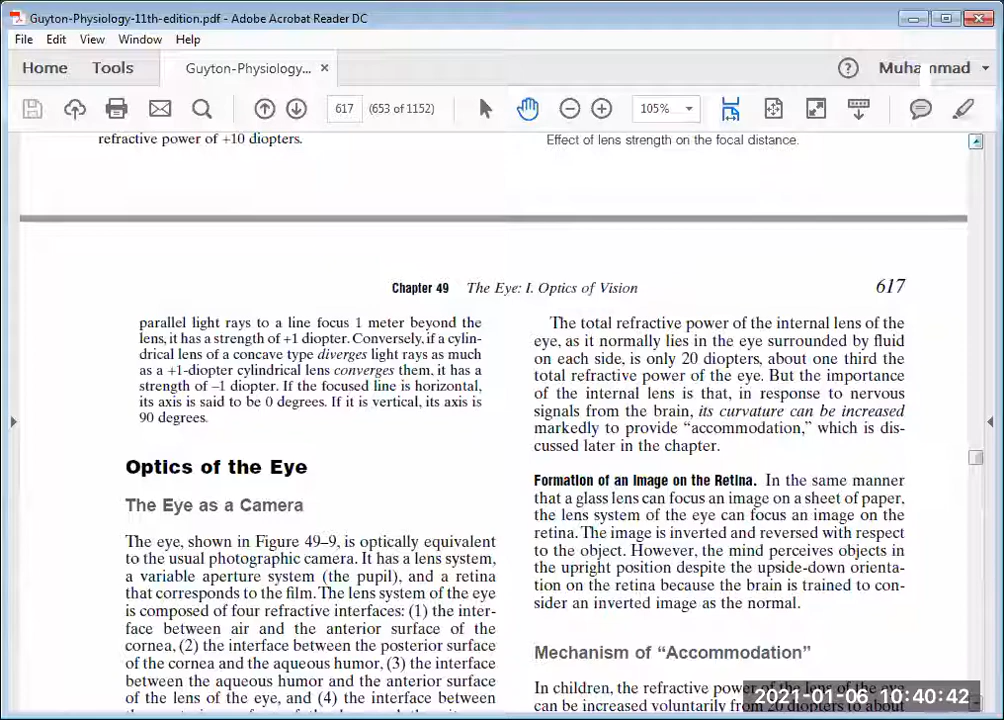 Guyton-Physiology-11th-edition.pdf - Adobe Acrobat Reader DC
File Edit View Window Help
Home Tools Guyton-Physiology... × ? Muhammad
617 (653 of 1152) 105%
refractive power of +10 diopters.
Effect of lens strength on the focal distance.
Chapter 49 The Eye: I. Optics of Vision 617
parallel light rays to a line focus 1 meter beyond the
lens, it has a strength of +1 diopter. Conversely, if a cylin-
drical lens of a concave type diverges light rays as much
as a +1-diopter cylindrical lens converges them, it has a
strength of –1 diopter. If the focused line is horizontal,
its axis is said to be 0 degrees. If it is vertical, its axis is
90 degrees.
Optics of the Eye
The Eye as a Camera
The eye, shown in Figure 49–9, is optically equivalent
to the usual photographic camera. It has a lens system,
a variable aperture system (the pupil), and a retina
that corresponds to the film. The lens system of the eye
is composed of four refractive interfaces: (1) the inter-
face between air and the anterior surface of the
cornea, (2) the interface between the posterior surface
of the cornea and the aqueous humor, (3) the interface
between the aqueous humor and the anterior surface
of the lens of the eye, and (4) the interface between
The total refractive power of the internal lens of the
eye, as it normally lies in the eye surrounded by fluid
on each side, is only 20 diopters, about one third the
total refractive power of the eye. But the importance
of the internal lens is that, in response to nervous
signals from the brain, its curvature can be increased
markedly to provide “accommodation,” which is dis-
cussed later in the chapter.
Formation of an Image on the Retina. In the same manner
that a glass lens can focus an image on a sheet of paper,
the lens system of the eye can focus an image on the
retina. The image is inverted and reversed with respect
to the object. However, the mind perceives objects in
the upright position despite the upside-down orienta-
tion on the retina because the brain is trained to con-
sider an inverted image as the normal.
Mechanism of “Accommodation”
In children, the refractive power of the lens of the eye
can be increased voluntarily from 20 diopters to about
2021-01-06 10:40:42